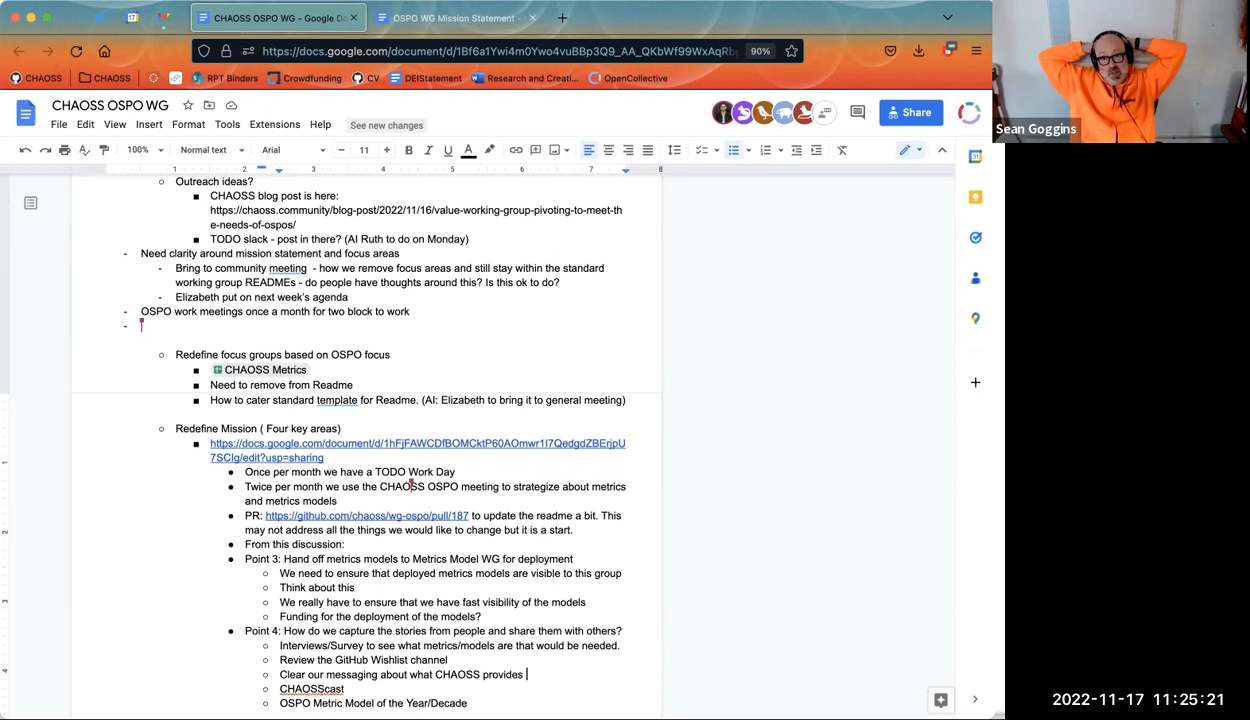 CHAOSS OSPO WG - Google Do
OSPO WG Mission Statement -
https://docs.google.com/document/d/1Bf6a1Ywi4m0Ywo4vuBBp3Q9_AA_QKbWf99WxAqRb
90%
CHAOSS
CHAOSS
RPT Binders
Crowdfunding
CV
DEIStatement
Research and Creati...
OpenCollective
CHAOSS OSPO WG
File Edit View Insert Format Tools Extensions Help
See new changes
Share
Sean Goggins
100% Normal text Arial 11
1 2 3 4 5 6 7 8
○ Outreach ideas?
■ CHAOSS blog post is here:
https://chaoss.community/blog-post/2022/11/16/value-working-group-pivoting-to-meet-th
e-needs-of-ospos/
■ TODO slack - post in there? (AI Ruth to do on Monday)
- Need clarity around mission statement and focus areas
- Bring to community meeting - how we remove focus areas and still stay within the standard
working group READMEs - do people have thoughts around this? Is this ok to do?
- Elizabeth put on next week's agenda
- OSPO work meetings once a month for two block to work
-
○ Redefine focus groups based on OSPO focus
■ CHAOSS Metrics
■ Need to remove from Readme
■ How to cater standard template for Readme. (AI: Elizabeth to bring it to general meeting)
○ Redefine Mission ( Four key areas)
■ https://docs.google.com/document/d/1hFjFAWCDfBOMCktP60AOmwr1I7QedgdZBErjpU
7SCIg/edit?usp=sharing
● Once per month we have a TODO Work Day
● Twice per month we use the CHAOSS OSPO meeting to strategize about metrics
and metrics models
● PR: https://github.com/chaoss/wg-ospo/pull/187 to update the readme a bit. This
may not address all the things we would like to change but it is a start.
● From this discussion:
● Point 3: Hand off metrics models to Metrics Model WG for deployment
○ We need to ensure that deployed metrics models are visible to this group
○ Think about this
○ We really have to ensure that we have fast visibility of the models
○ Funding for the deployment of the models?
● Point 4: How do we capture the stories from people and share them with others?
○ Interviews/Survey to see what metrics/models are that would be needed.
○ Review the GitHub Wishlist channel
○ Clear our messaging about what CHAOSS provides
○ CHAOSScast
○ OSPO Metric Model of the Year/Decade
1
2
3
4
2022-11-17 11:25:21